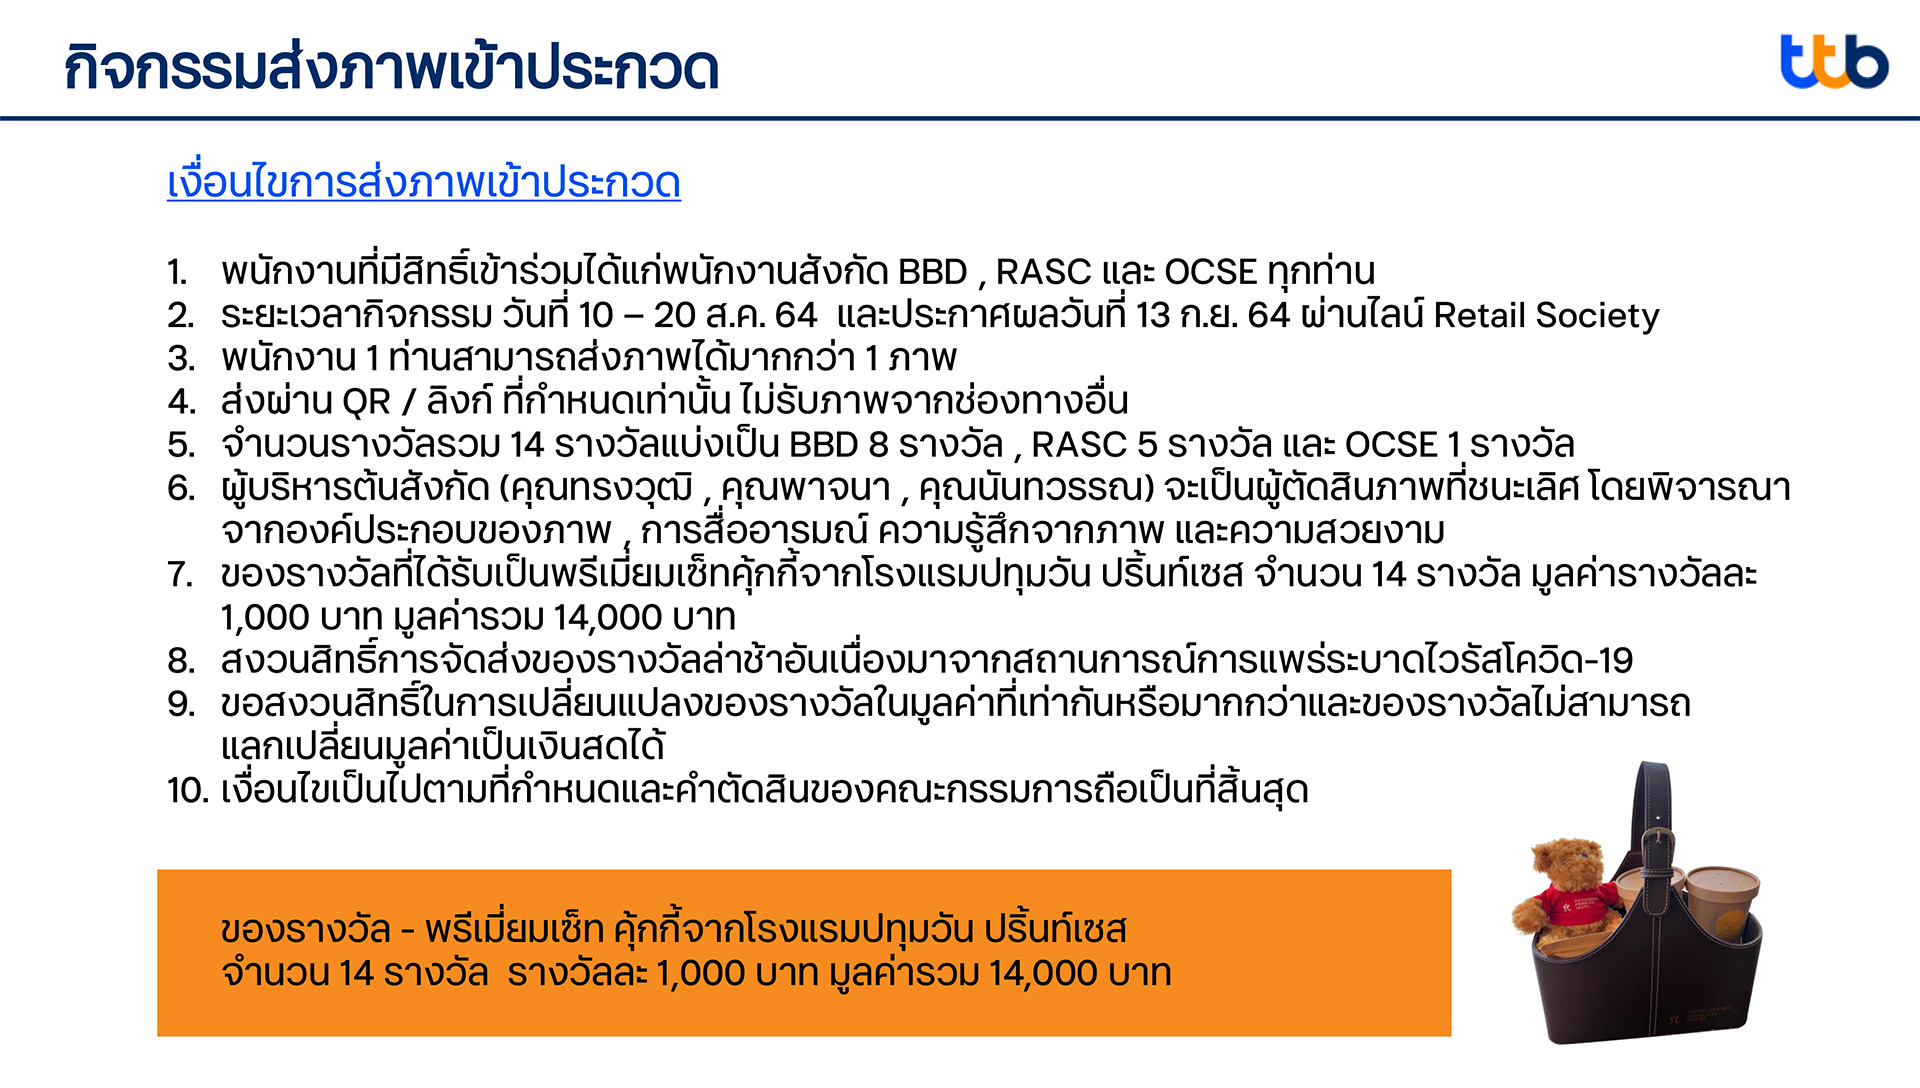 กิจกรรมส่งภาพเข้าประกวด
ttb
เงื่อนไขการส่งภาพเข้าประกวด
1. พนักงานที่มีสิทธิ์เข้าร่วมได้แก่พนักงานสังกัด BBD , RASC และ OCSE ทุกท่าน
2. ระยะเวลากิจกรรม วันที่ 10 – 20 ส.ค. 64 และประกาศผลวันที่ 13 ก.ย. 64 ผ่านไลน์ Retail Society
3. พนักงาน 1 ท่านสามารถส่งภาพได้มากกว่า 1 ภาพ
4. ส่งผ่าน QR / ลิงก์ ที่กำหนดเท่านั้น ไม่รับภาพจากช่องทางอื่น
5. จำนวนรางวัลรวม 14 รางวัลแบ่งเป็น BBD 8 รางวัล , RASC 5 รางวัล และ OCSE 1 รางวัล
6. ผู้บริหารต้นสังกัด (คุณทรงวุฒิ , คุณพาจนา , คุณนันทวรรณ) จะเป็นผู้ตัดสินภาพที่ชนะเลิศ โดยพิจารณา
จากองค์ประกอบของภาพ , การสื่ออารมณ์ ความรู้สึกจากภาพ และความสวยงาม
7. ของรางวัลที่ได้รับเป็นพรีเมี่ยมเซ็ทคุ้กกี้จากโรงแรมปทุมวัน ปริ้นท์เซส จำนวน 14 รางวัล มูลค่ารางวัลละ
1,000 บาท มูลค่ารวม 14,000 บาท
8. สงวนสิทธิ์การจัดส่งของรางวัลล่าช้าอันเนื่องมาจากสถานการณ์การแพร่ระบาดไวรัสโควิด-19
9. ขอสงวนสิทธิ์ในการเปลี่ยนแปลงของรางวัลในมูลค่าที่เท่ากันหรือมากกว่าและของรางวัลไม่สามารถ
แลกเปลี่ยนมูลค่าเป็นเงินสดได้
10. เงื่อนไขเป็นไปตามที่กำหนดและคำตัดสินของคณะกรรมการถือเป็นที่สิ้นสุด
ของรางวัล - พรีเมี่ยมเซ็ท คุ้กกี้จากโรงแรมปทุมวัน ปริ้นท์เซส
จำนวน 14 รางวัล รางวัลละ 1,000 บาท มูลค่ารวม 14,000 บาท